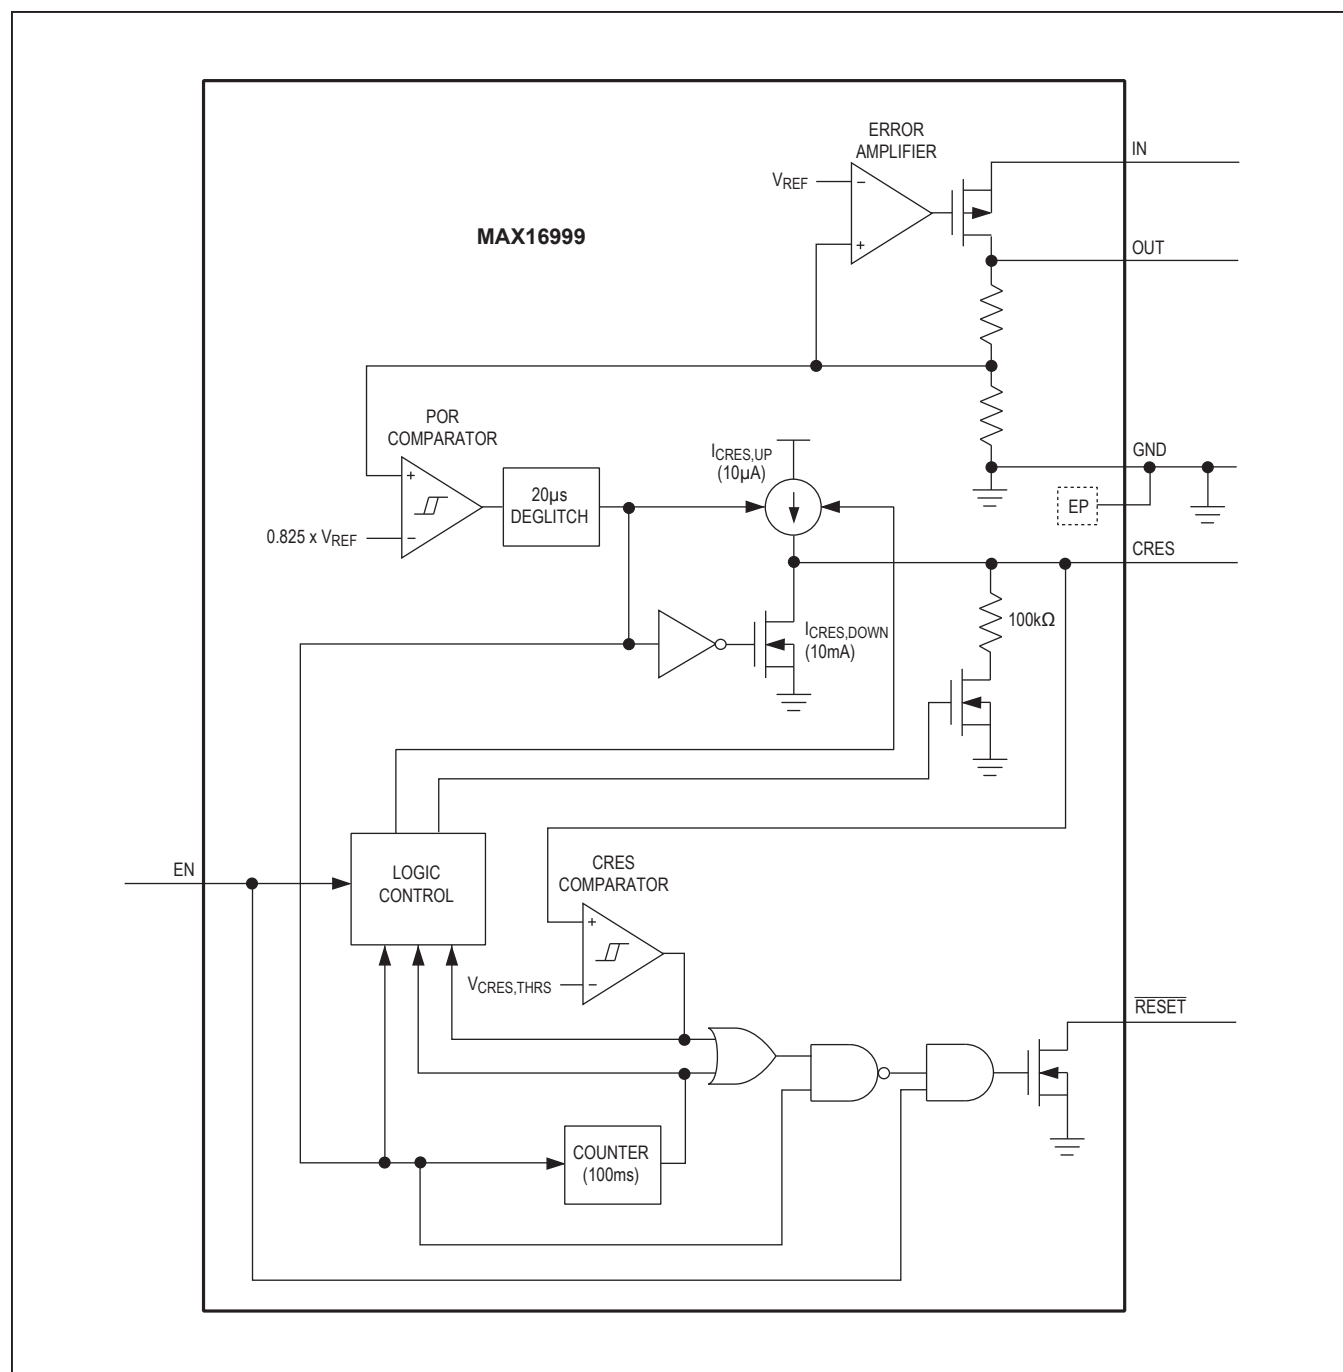 ERROR
AMPLIFIER
IN
VREF
−
MAX16999
+
OUT
POR
COMPARATOR
ICRES,UP
(10µA)
GND
+
20µs
DEGLITCH
EP
0.825 x VREF
−
CRES
ICRES,DOWN
(10mA)
100kΩ
EN
LOGIC
CONTROL
CRES
COMPARATOR
+
VCRES,THRS
−
RESET
COUNTER
(100ms)